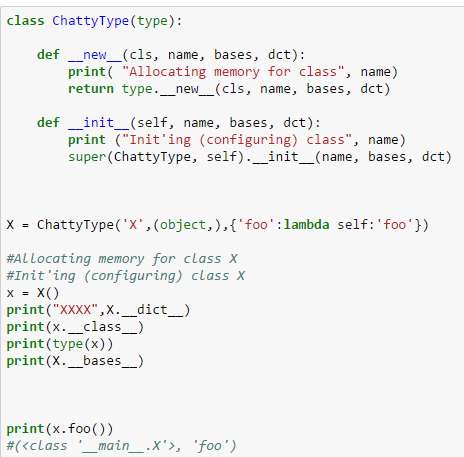 class ChattyType(type):
def __new__(cls, name, bases, dct):
print( "Allocating memory for class", name)
return type.__new__(cls, name, bases, dct)
def __init__(self, name, bases, dct):
print ("Init'ing (configuring) class", name)
super(ChattyType, self).__init__(name, bases, dct)
X = ChattyType('X',(object,),{'foo':lambda self:'foo'})
#Allocating memory for class X
#Init'ing (configuring) class X
x = X()
print("XXXX",X.__dict__)
print(x.__class__)
print(type(x))
print(X.__bases__)
print(x.foo())
#(<class '__main__.X'>, 'foo')